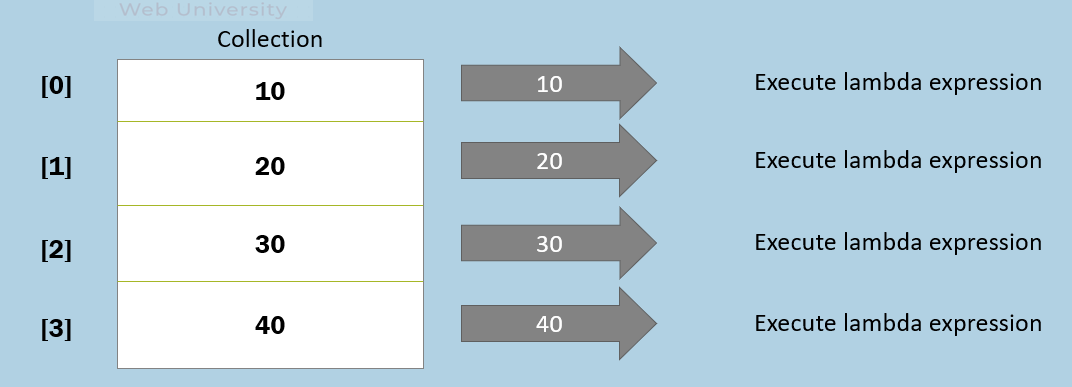 Web University
Collection
[0] 10 10 Execute lambda expression
[1] 20 20 Execute lambda expression
[2] 30 30 Execute lambda expression
[3] 40 40 Execute lambda expression